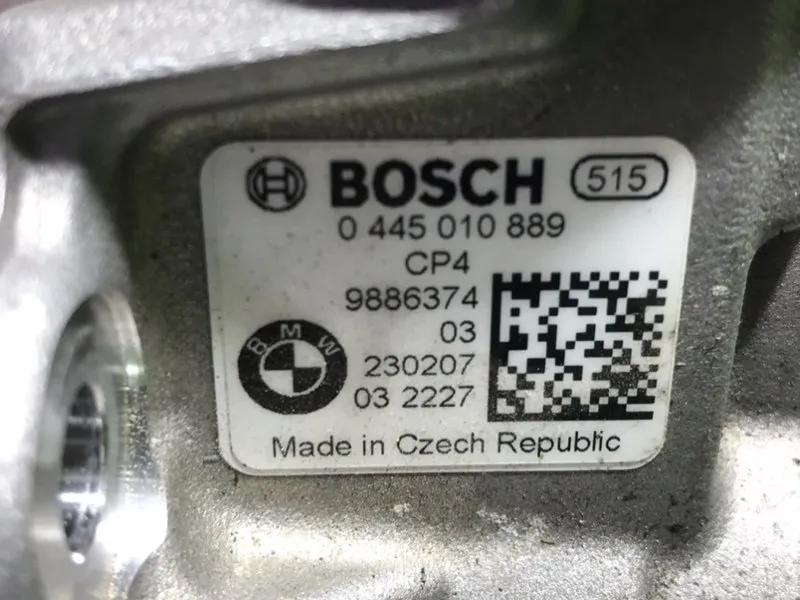 BOSCH 515
0 445 010 889
CP4
9886374
03
BMW
230207
03 2227
Made in Czech Republic